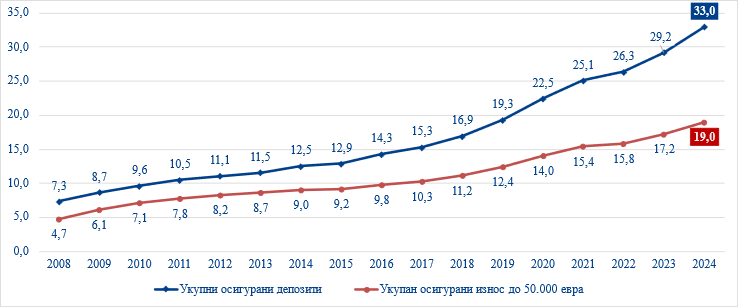 35,0
30,0
25,0
20,0
15,0
10,0
5,0
0,0
7,3 8,7 9,6 10,5 11,1 11,5 12,5 12,9 14,3 15,3 16,9 19,3 22,5 25,1 26,3 29,2 33,0
4,7 6,1 7,1 7,8 8,2 8,7 9,0 9,2 9,8 10,3 11,2 12,4 14,0 15,4 15,8 17,2 19,0
2008 2009 2010 2011 2012 2013 2014 2015 2016 2017 2018 2019 2020 2021 2022 2023 2024
Укупни осигурани депозити Укупан осигурани износ до 50.000 евра